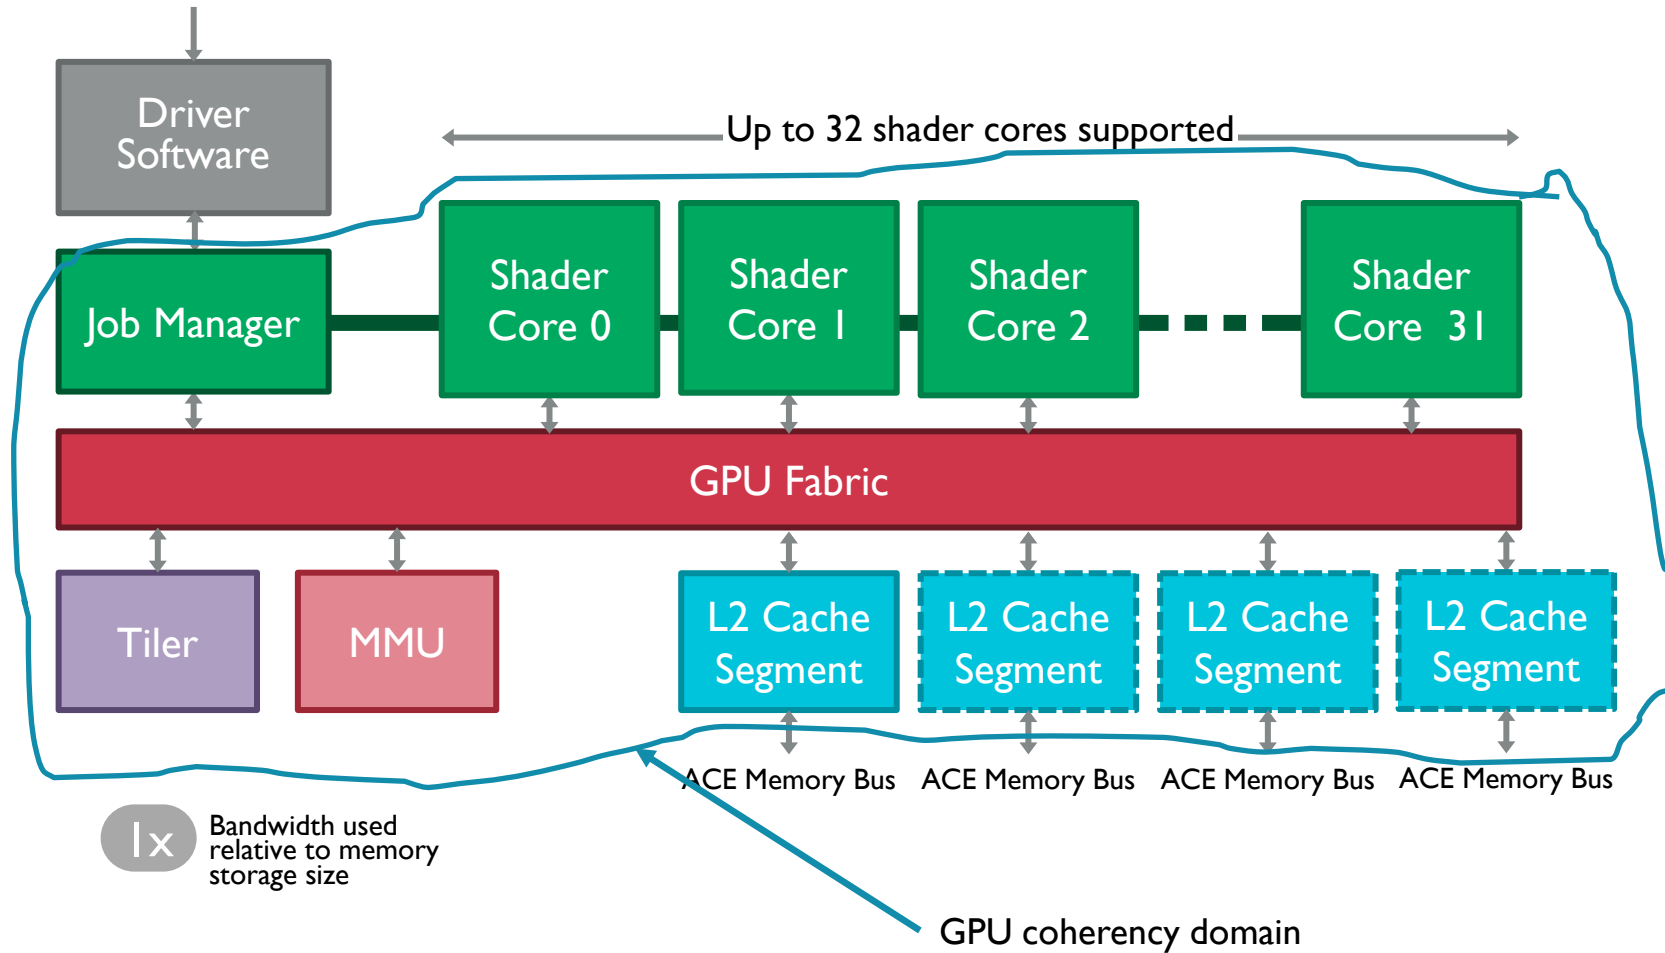 Driver
Software
Up to 32 shader cores supported
Job Manager
Shader
Core 0
Shader
Core 1
Shader
Core 2
Shader
Core 31
GPU Fabric
Tiler
MMU
L2 Cache
Segment
L2 Cache
Segment
L2 Cache
Segment
L2 Cache
Segment
ACE Memory Bus
ACE Memory Bus
ACE Memory Bus
ACE Memory Bus
1x
Bandwidth used
relative to memory
storage size
GPU coherency domain